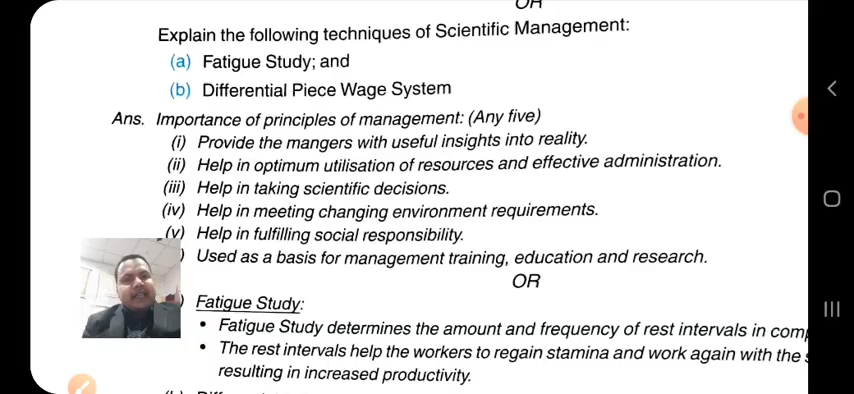 OR
Explain the following techniques of Scientific Management:
(a) Fatigue Study; and
(b) Differential Piece Wage System
Ans. Importance of principles of management: (Any five)
(i) Provide the mangers with useful insights into reality.
(ii) Help in optimum utilisation of resources and effective administration.
(iii) Help in taking scientific decisions.
(iv) Help in meeting changing environment requirements.
(v) Help in fulfilling social responsibility.
) Used as a basis for management training, education and research.
OR
) Fatigue Study:
• Fatigue Study determines the amount and frequency of rest intervals in
• The rest intervals help the workers to regain stamina and work again with the
resulting in increased productivity.